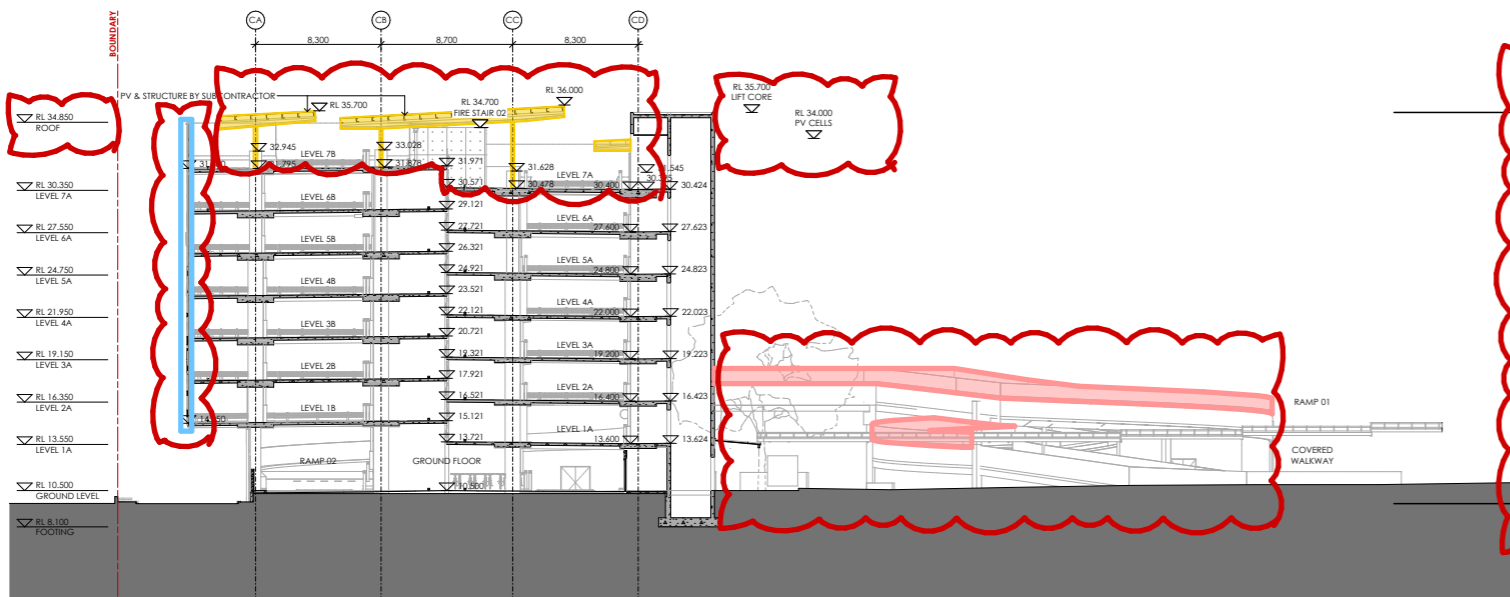 CA
CB
CC
CD
BOUNDARY
8,300
8,700
8,300
PV & STRUCTURE BY SUB CONTRACTOR
RL 35.700
RL 34.700
FIRE STAIR 02
RL 36.000
RL 35.700
LIFT CORE
RL 34.000
PV CELLS
RL 34.850
ROOF
RL 30.350
LEVEL 7A
RL 27.550
LEVEL 6A
RL 24.750
LEVEL 5A
RL 21.950
LEVEL 4A
RL 19.150
LEVEL 3A
RL 16.350
LEVEL 2A
RL 13.550
LEVEL 1A
RL 10.500
GROUND LEVEL
RL 8.100
FOOTING
32.945
33.028
LEVEL 7B
31.795
31.878
31.971
31.628
30.571
30.478
LEVEL 7A
30.400
30.424
LEVEL 6B
29.121
LEVEL 6A
27.721
27.600
27.623
LEVEL 5B
26.321
LEVEL 5A
24.921
24.800
24.823
LEVEL 4B
23.521
LEVEL 4A
22.121
22.000
22.023
LEVEL 3B
20.721
LEVEL 3A
19.321
19.200
19.223
LEVEL 2B
17.921
LEVEL 2A
16.521
16.400
16.423
LEVEL 1B
15.121
LEVEL 1A
13.721
13.600
13.624
RAMP 02
GROUND FLOOR
10.500
RAMP 01
COVERED
WALKWAY